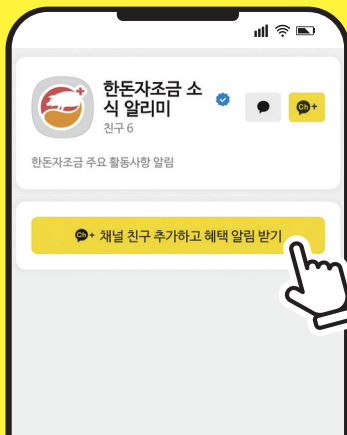 한돈자조금 소
식 알리미
친구 6
Ch+
한돈자조금 주요 활동사항 알림
Ch+ 채널 친구 추가하고 혜택 알림 받기